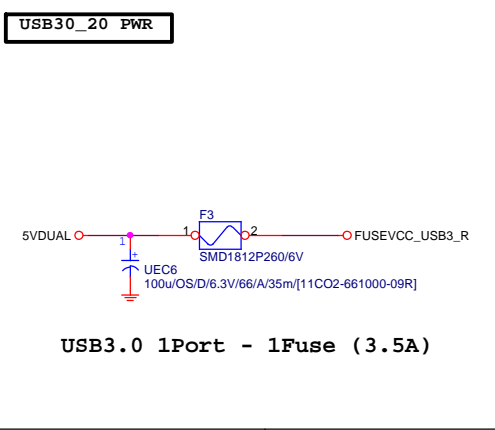 USB30_20 PWR
F3
5VDUAL
1
1
2
FUSEVCC_USB3_R
SMD1812P260/6V
+
UEC6
100u/OS/D/6.3V/66/A/35m/[11CO2-661000-09R]
USB3.0 1Port - 1Fuse (3.5A)